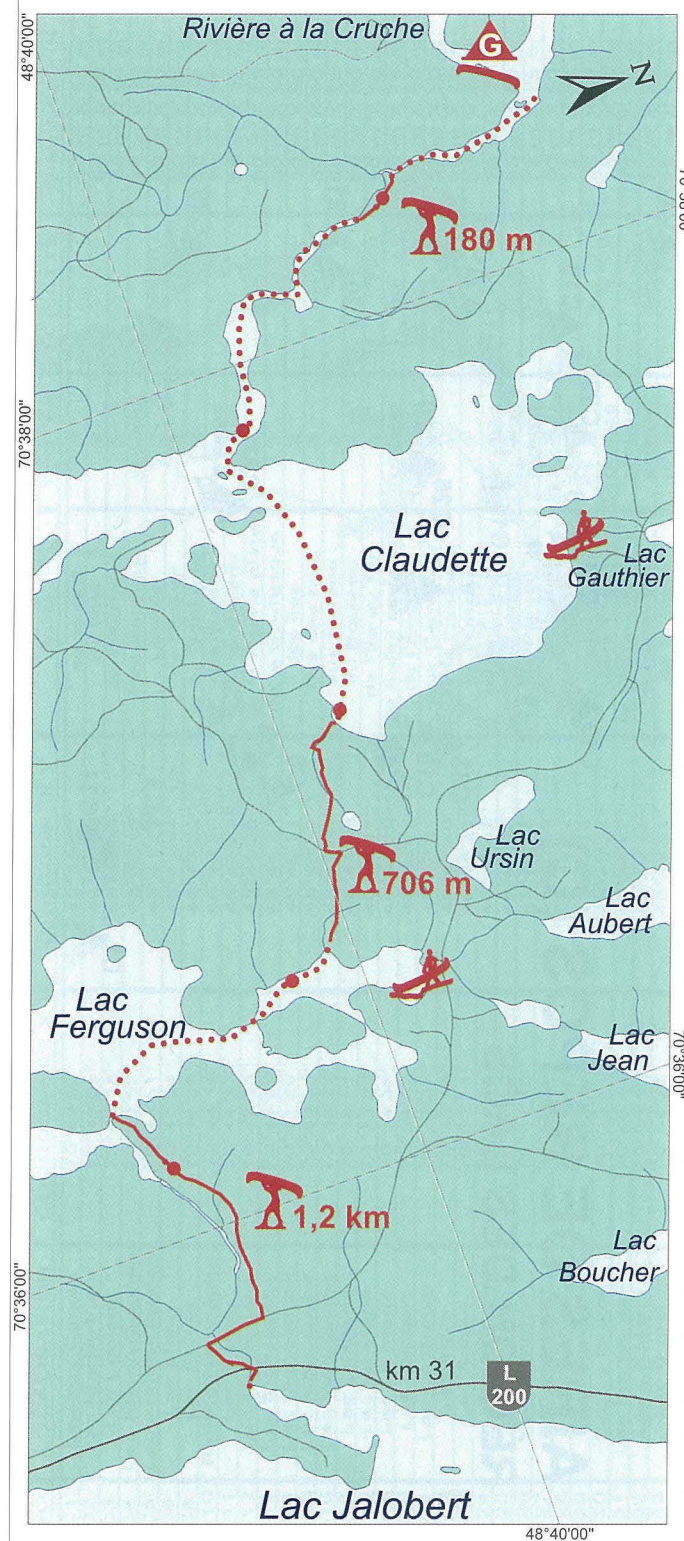 48°40'00"
Rivière à la Cruche
G
N
180 m
70°38'00"
Lac
Claudette
Lac
Gauthier
Lac
Ursin
706 m
Lac
Aubert
Lac
Ferguson
Lac
Jean
70°36'00"
1,2 km
Lac
Boucher
70°36'00"
km 31
L
200
Lac Jalobert
48°40'00"